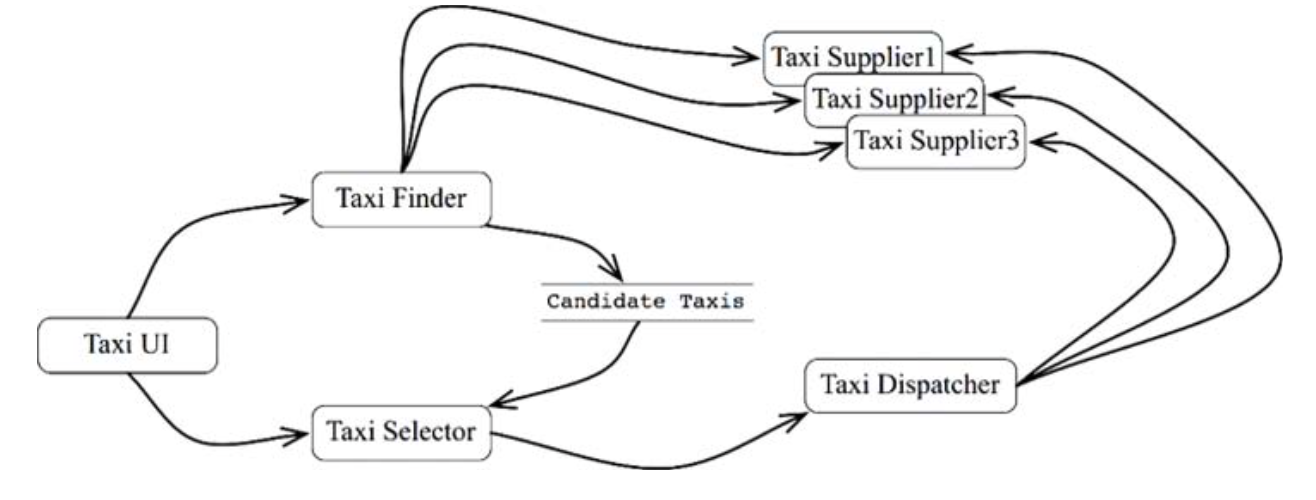 Taxi Supplier1
Taxi Supplier2
Taxi Supplier3
Taxi Finder
Candidate Taxis
Taxi UI
Taxi Dispatcher
Taxi Selector